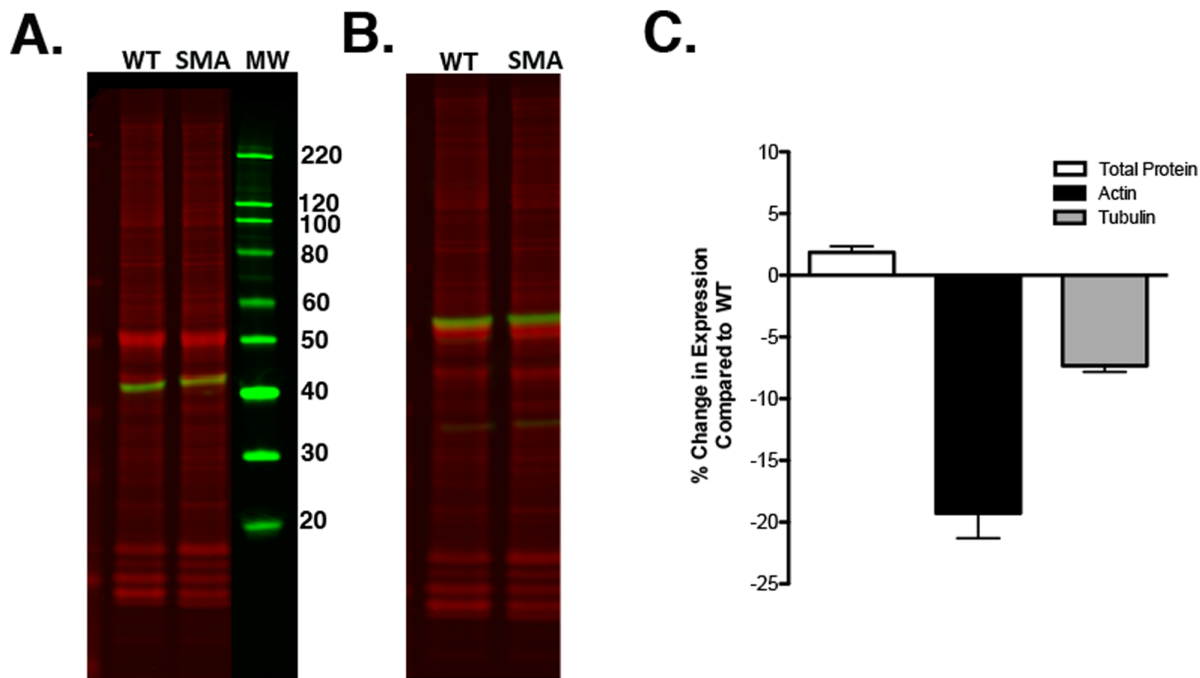 A.
WT SMA MW
220
120
100
80
60
50
40
30
20
B.
WT SMA
C.
% Change in Expression
Compared to WT
10
5
0
-5
-10
-15
-20
-25
Total Protein
Actin
Tubulin